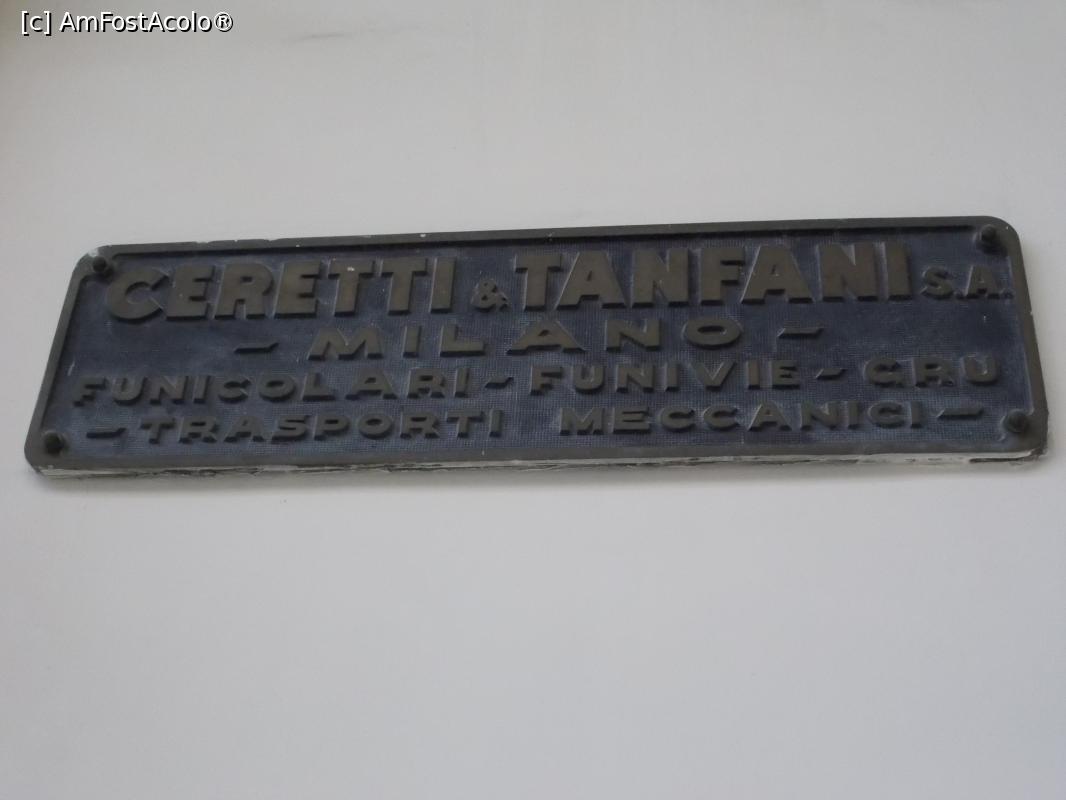 [c] AmFostAcolo®
CERETTI & TANFANI S.A.
- MILANO -
FUNICOLARI - FUNIVIE - GRU
- TRASPORTI MECCANICI -